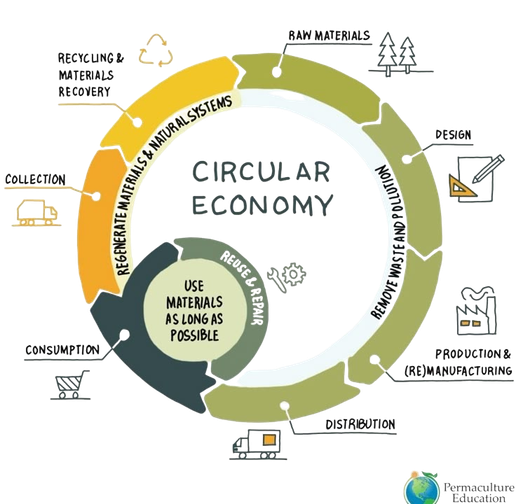 RAW MATERIALS
RECYCLING &
MATERIALS
RECOVERY
DESIGN
REGENERATE MATERIALS & NATURAL SYSTEMS
CIRCULAR
ECONOMY
COLLECTION
REMOVE WASTE AND POLLUTION
REUSE & REPAIR
USE
MATERIALS
AS LONG AS
POSSIBLE
CONSUMPTION
PRODUCTION &
(RE)MANUFACTURING
DISTRIBUTION
Permaculture
Education